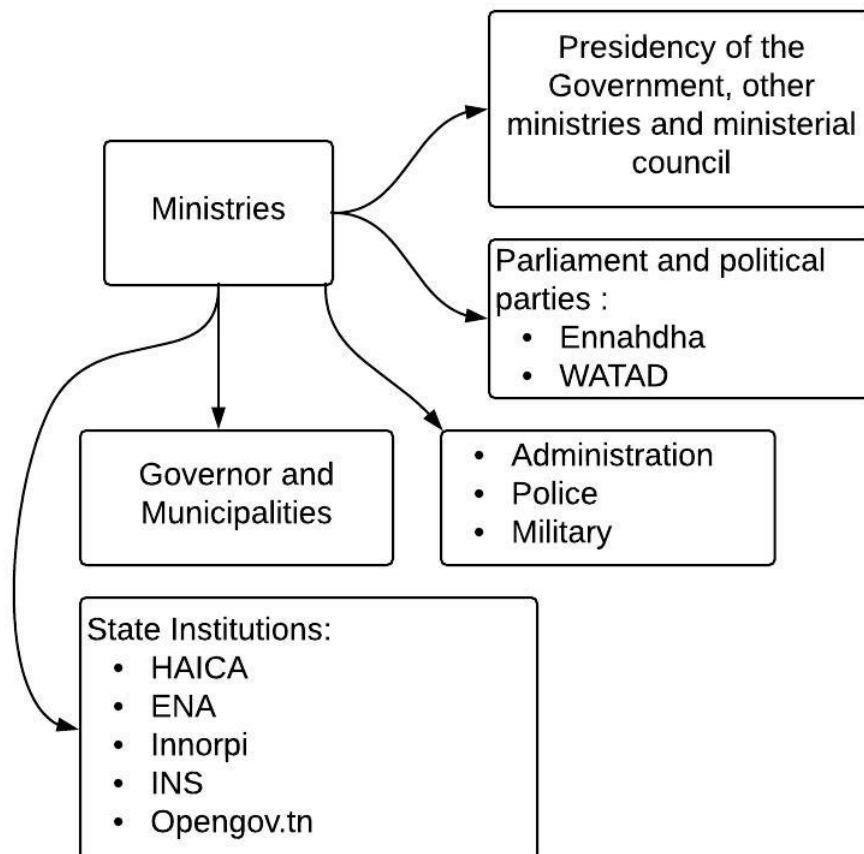 Presidency of the
Government, other
ministries and ministerial
council
Ministries
Parliament and political
parties :
• Ennahdha
• WATAD
Governor and
Municipalities
• Administration
• Police
• Military
State Institutions:
• HAICA
• ENA
• Innorpi
• INS
• Opengov.tn